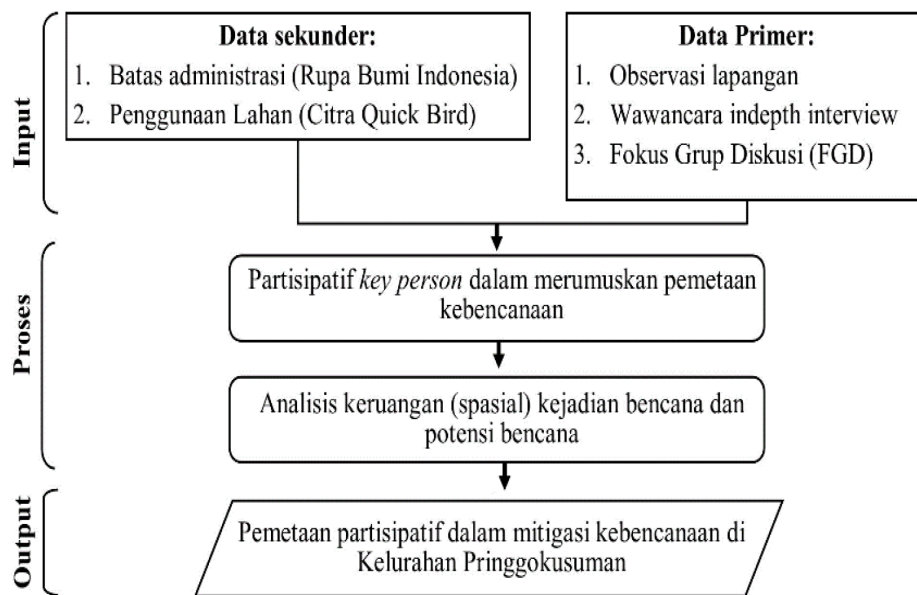 Input
Data sekunder:
1. Batas administrasi (Rupa Bumi Indonesia)
2. Penggunaan Lahan (Citra Quick Bird)
Data Primer:
1. Observasi lapangan
2. Wawancara indepth interview
3. Fokus Grup Diskusi (FGD)
Proses
Partisipatif key person dalam merumuskan pemetaan
kebencanaan
Analisis keruangan (spasial) kejadian bencana dan
potensi bencana
Output
Pemetaan partisipatif dalam mitigasi kebencanaan di
Kelurahan Pringgokusuman